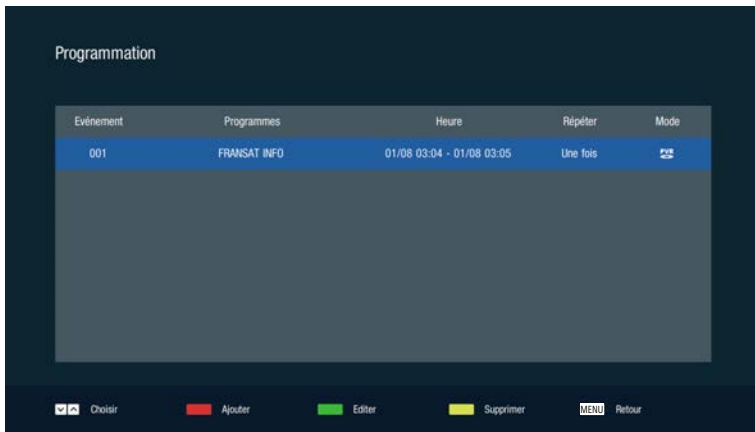 Programmation
Evénement Programmes Heure Répéter Mode
001 FRANSAT INFO 01/08 03:04 - 01/08 03:05 Une fois PVR
Choisir Ajouter Editer Supprimer MENU Retour